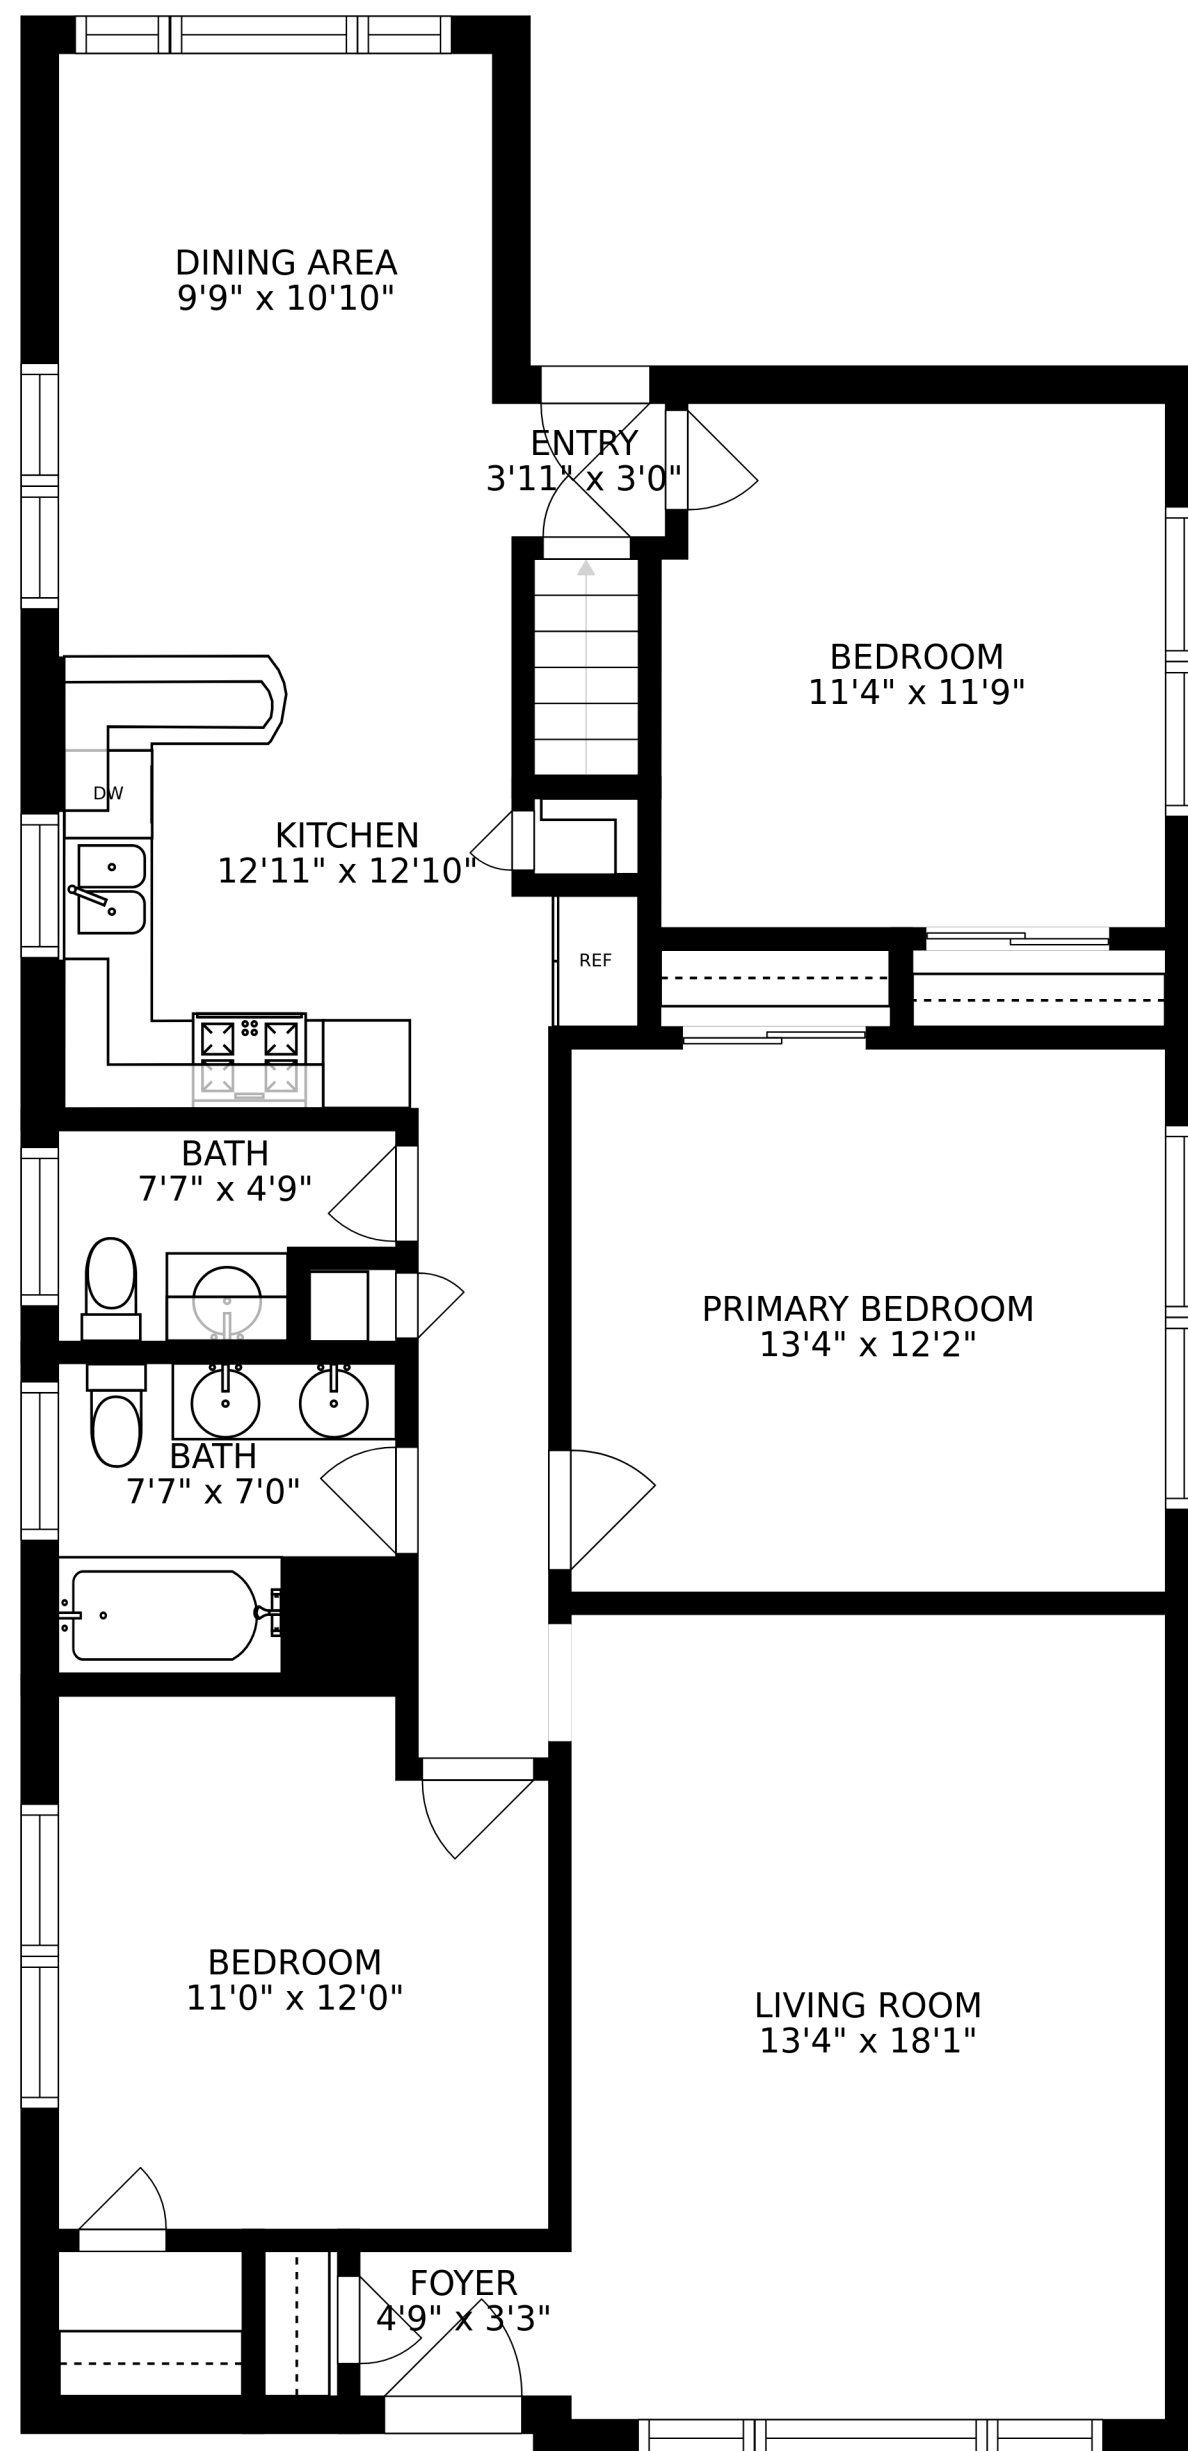 DINING AREA
9'9" x 10'10"
ENTRY
3'11" x 3'0"
BEDROOM
11'4" x 11'9"
DW
KITCHEN
12'11" x 12'10"
REF
BATH
7'7" x 4'9"
PRIMARY BEDROOM
13'4" x 12'2"
BATH
7'7" x 7'0"
BEDROOM
11'0" x 12'0"
LIVING ROOM
13'4" x 18'1"
FOYER
4'9" x 3'3"